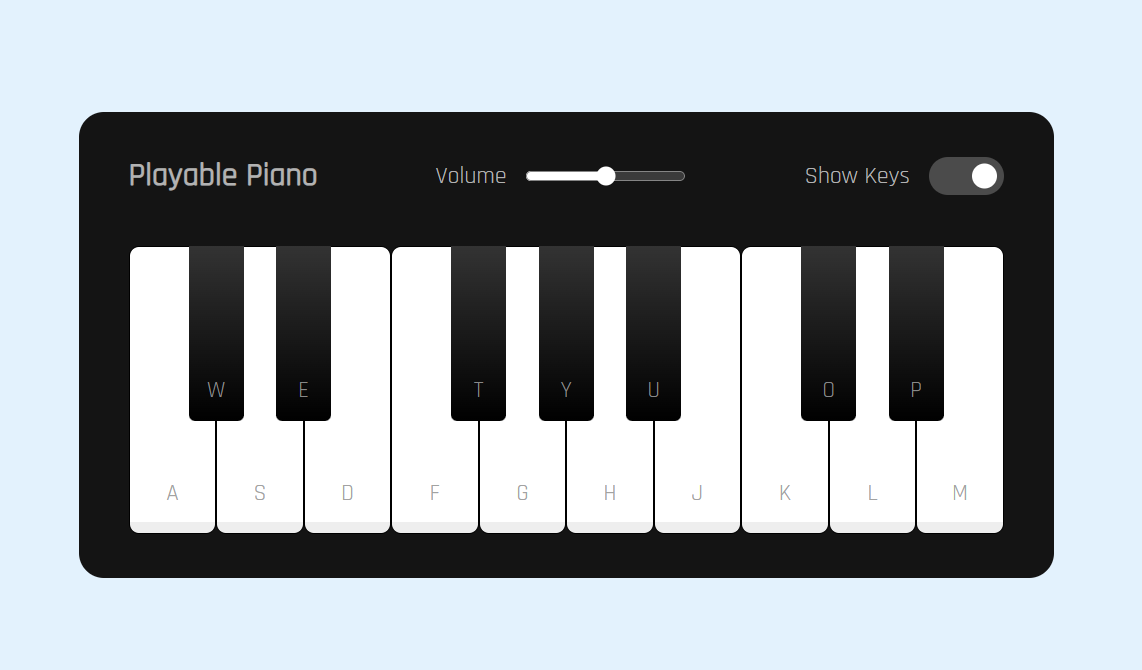 Playable Piano
Volume
Show Keys
W E T Y U O P
A S D F G H J K L M